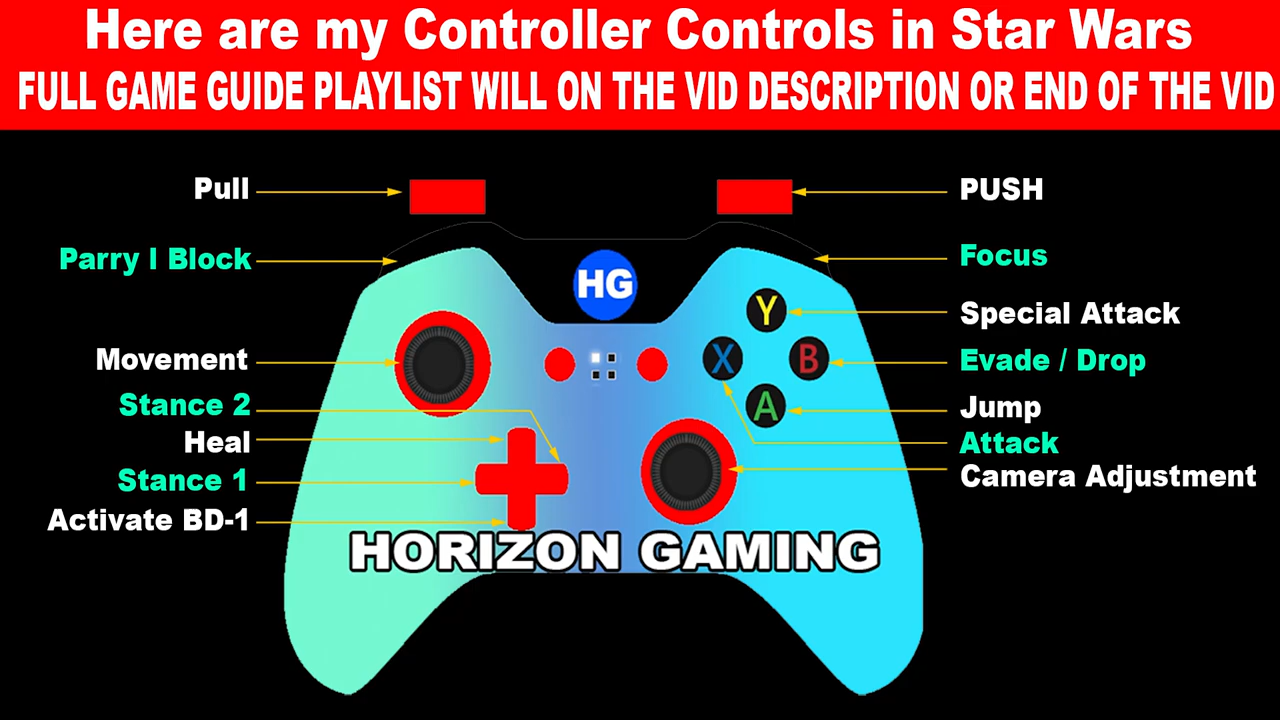 Here are my Controller Controls in Star Wars
FULL GAME GUIDE PLAYLIST WILL ON THE VID DESCRIPTION OR END OF THE VID
Pull
PUSH
Parry I Block
Focus
HG
Y
Special Attack
Movement
X
B
Evade / Drop
Stance 2
A
Jump
Heal
Attack
Stance 1
Camera Adjustment
Activate BD-1
HORIZON GAMING